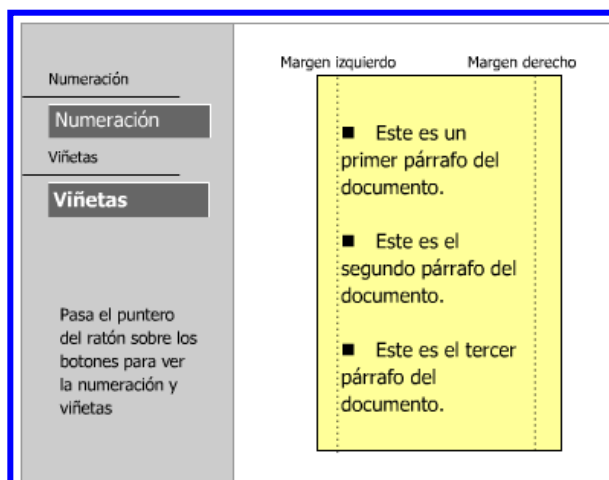 Numeración
Numeración
Viñetas
Viñetas
Pasa el puntero
del ratón sobre los
botones para ver
la numeración y
viñetas
Margen izquierdo Margen derecho
■ Este es un
primer párrafo del
documento.
■ Este es el
segundo párrafo del
documento.
■ Este es el tercer
párrafo del
documento.